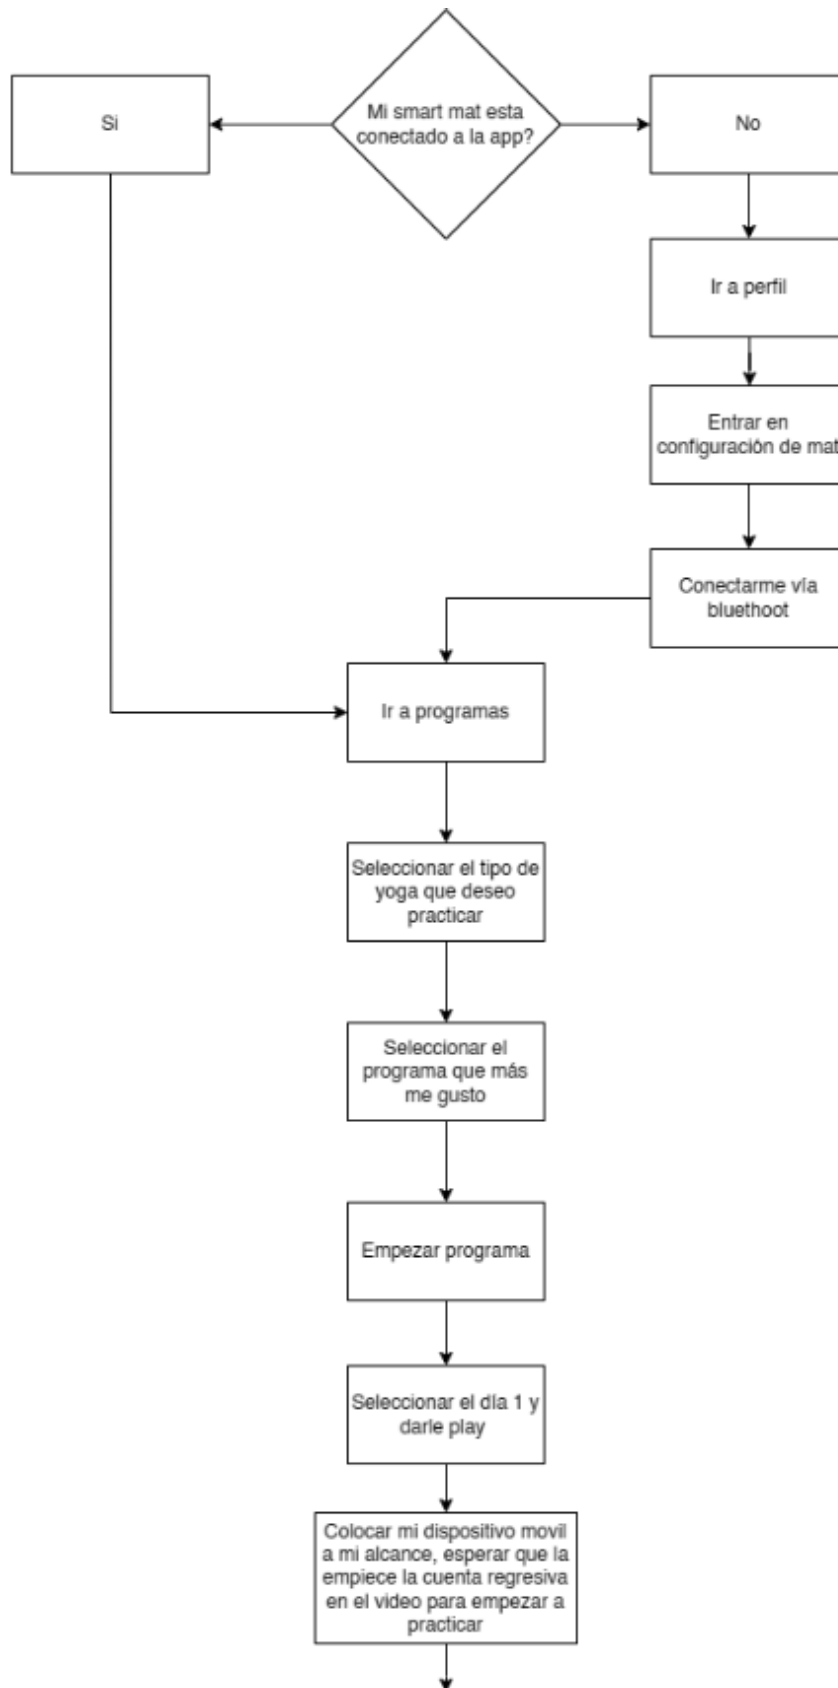 Mi smart mat esta
conectado a la app?
Si
No
Ir a perfil
Entrar en
configuración de mat
Conectarme vía
bluethoot
Ir a programas
Seleccionar el tipo de
yoga que deseo
practicar
Seleccionar el
programa que más
me gusto
Empezar programa
Seleccionar el día 1 y
darle play
Colocar mi dispositivo movil
a mi alcance, esperar que la
empiece la cuenta regresiva
en el video para empezar a
practicar